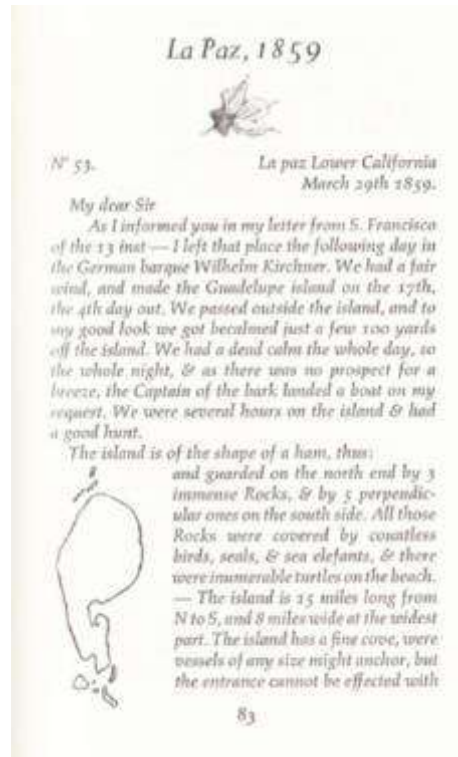 La Paz, 1859
Nº 53.
La paz Lower California
March 29th 1859.
My dear Sir
As I informed you in my letter from S. Francisco
of the 13 inst — I left that place the following day in
the German barque Wilhelm Kirchner. We had a fair
wind, and made the Guadelupe island on the 17th,
the 4th day out. We passed outside the island, and to
my good look we got becalmed just a few 100 yards
off the island. We had a dead calm the whole day, so
the whole night, & as there was no prospect for a
breeze, the Captain of the bark landed a boat on my
request. We were several hours on the island & had
a good hunt.
The island is of the shape of a ham, thus:
and guarded on the north end by 3
immense Rocks, & by 5 perpendic-
ular ones on the south side. All those
Rocks were covered by countless
birds, seals, & sea elefants, & there
were inumerable turtles on the beach.
— The island is 15 miles long from
N to S, and 8 miles wide at the widest
part. The island has a fine cove, were
vessels of any size might anchor, but
the entrance cannot be effected with
83